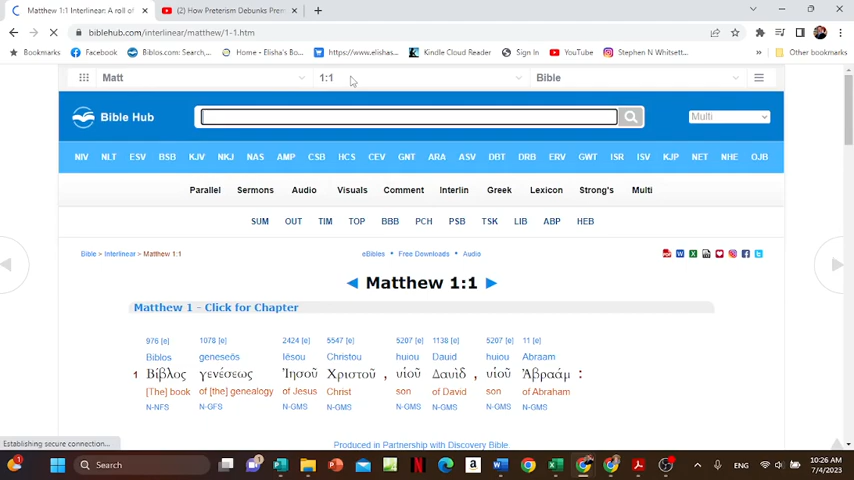 Matthew 1:1 Interlinear: A roll of
(2) How Preterism Debunks Prem
biblehub.com/interlinear/matthew/1-1.htm
Bookmarks Facebook Biblos.com: Search,... Home - Elisha's Bo... https://www.elishas... Kindle Cloud Reader Sign In YouTube Stephen N Whitsett... Other bookmarks
Matt 1:1 Bible
Bible Hub Multi
NIV NLT ESV BSB KJV NKJ NAS AMP CSB HCS CEV GNT ARA ASV DBT DRB ERV GWT ISR ISV KJP NET NHE OJB
Parallel Sermons Audio Visuals Comment Interlin Greek Lexicon Strong's Multi
SUM OUT TIM TOP BBB PCH PSB TSK LIB ABP HEB
Bible > Interlinear > Matthew 1:1 eBibles • Free Downloads • Audio
◄ Matthew 1:1 ►
Matthew 1 - Click for Chapter
976 [e] 1078 [e] 2424 [e] 5547 [e] 5207 [e] 1138 [e] 5207 [e] 11 [e]
Biblos geneseōs Iēsou Christou huiou Dauid huiou Abraam
1 Βίβλος γενέσεως Ἰησοῦ Χριστοῦ , υἱοῦ Δαυὶδ , υἱοῦ Ἀβραάμ :
[The] book of [the] genealogy of Jesus Christ son of David son of Abraham
N-NFS N-GFS N-GMS N-GMS N-GMS N-GMS N-GMS N-GMS
Produced in Partnership with Discovery Bible.
Establishing secure connection...
Search ENG 10:26 AM
7/4/2023